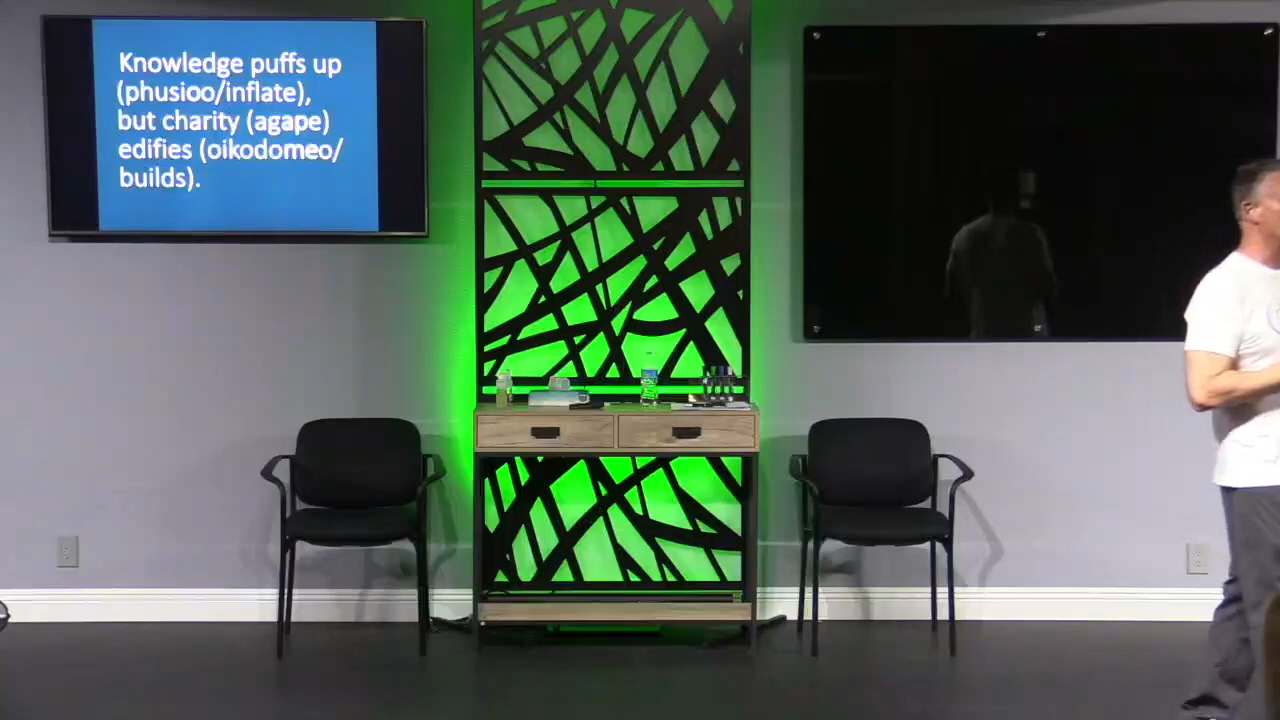 Knowledge puffs up
(phusioo/inflate),
but charity (agape)
edifies (oikodomeo/
builds).